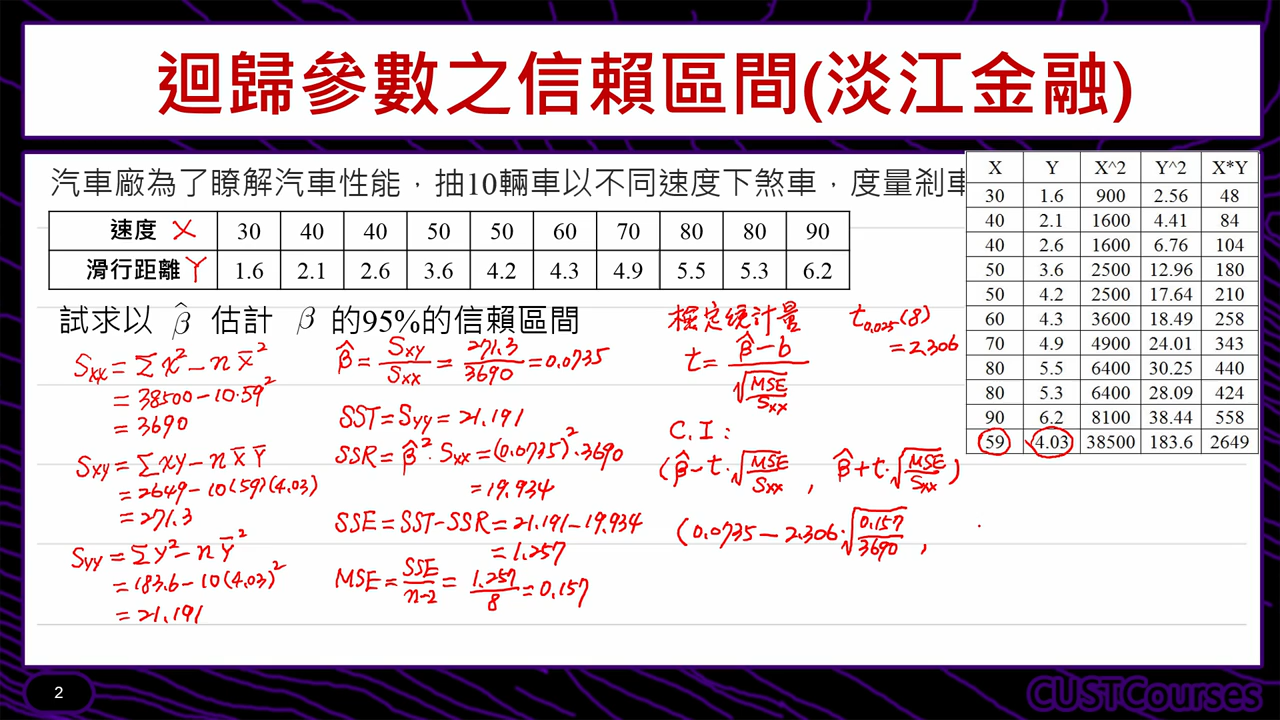 迴歸參數之信賴區間(淡江金融)
汽車廠為了瞭解汽車性能，抽10輛車以不同速度下煞車，度量剎車
速度 X 30 40 40 50 50 60 70 80 80 90
滑行距離 Y 1.6 2.1 2.6 3.6 4.2 4.3 4.9 5.5 5.3 6.2
試求以 β̂ 估計 β 的95%的信賴區間
Sxx = Σx² − n x̄²
= 38500 − 10·59²
= 3690
Sxy = Σxy − n x̄ ȳ
= 2649 − 10(59)(4.03)
= 271.3
Syy = Σy² − n ȳ²
= 183.6 − 10(4.03)²
= 21.191
β̂ = Sxy/Sxx = 271.3/3690 = 0.0735
SST = Syy = 21.191
SSR = β̂²·Sxx = (0.0735)²·3690
= 19.934
SSE = SST−SSR = 21.191−19.934
= 1.257
MSE = SSE/n−2 = 1.257/8 = 0.157
檢定統計量
t = (β̂−b)/√(MSE/Sxx)
t0.025(8)
= 2.306
C.I :
(β̂−t·√(MSE/Sxx) , β̂+t·√(MSE/Sxx))
(0.0735 − 2.306·√(0.157/3690) ,
X Y X^2 Y^2 X*Y
30 1.6 900 2.56 48
40 2.1 1600 4.41 84
40 2.6 1600 6.76 104
50 3.6 2500 12.96 180
50 4.2 2500 17.64 210
60 4.3 3600 18.49 258
70 4.9 4900 24.01 343
80 5.5 6400 30.25 440
80 5.3 6400 28.09 424
90 6.2 8100 38.44 558
59 4.03 38500 183.6 2649
2
CUSTCourses